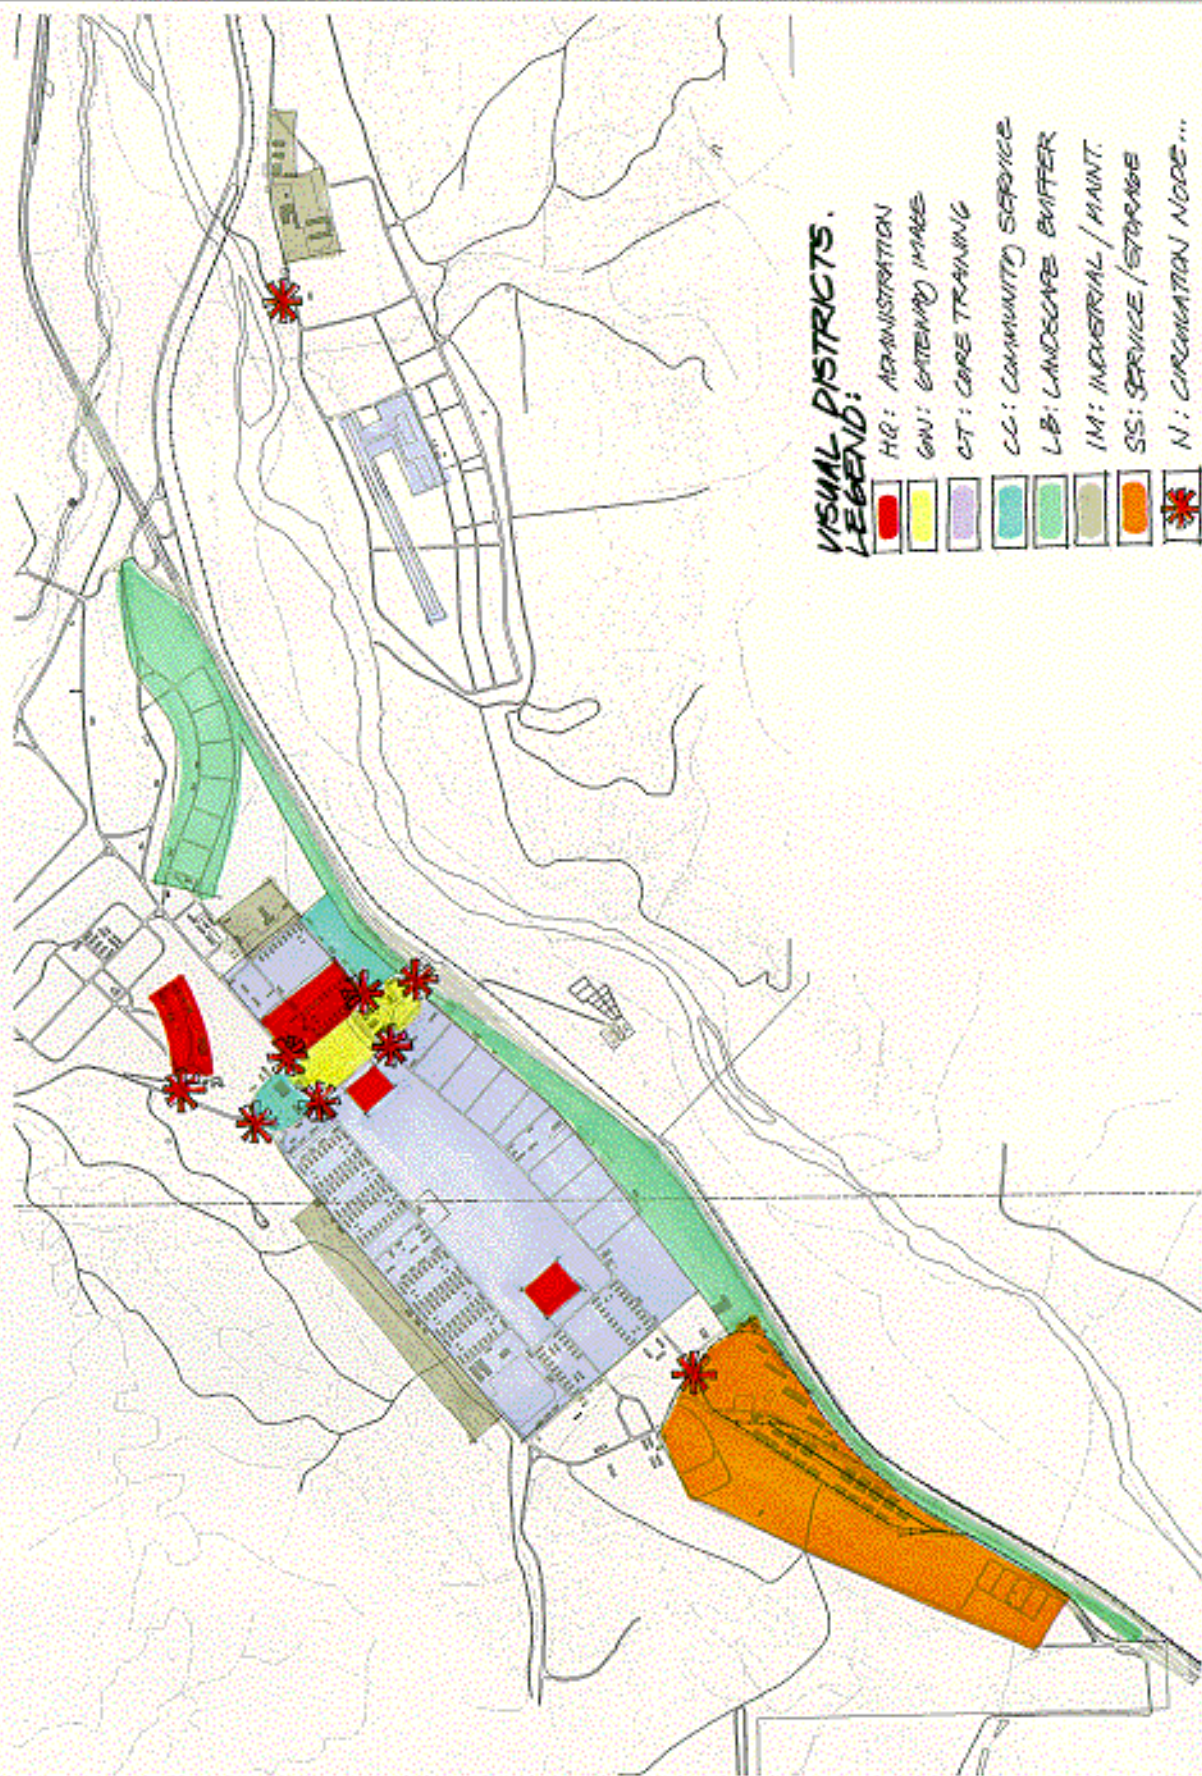 VISUAL DISTRICTS.
LEGEND:
HQ: ADMINISTRATION
GW: GATEWAY IMAGE
CT: CORE TRAINING
CC: COMMUNITY SERVICE
LB: LANDSCAPE BUFFER
IM: INDUSTRIAL / MAINT.
SS: SERVICE / STORAGE
N: CIRCULATION NODE...